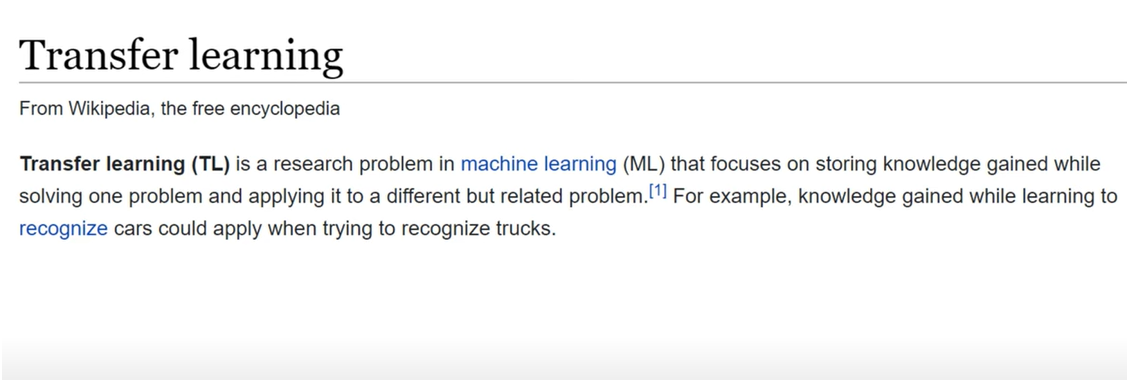 Transfer learning
From Wikipedia, the free encyclopedia
Transfer learning (TL) is a research problem in machine learning (ML) that focuses on storing knowledge gained while
solving one problem and applying it to a different but related problem.[1] For example, knowledge gained while learning to
recognize cars could apply when trying to recognize trucks.